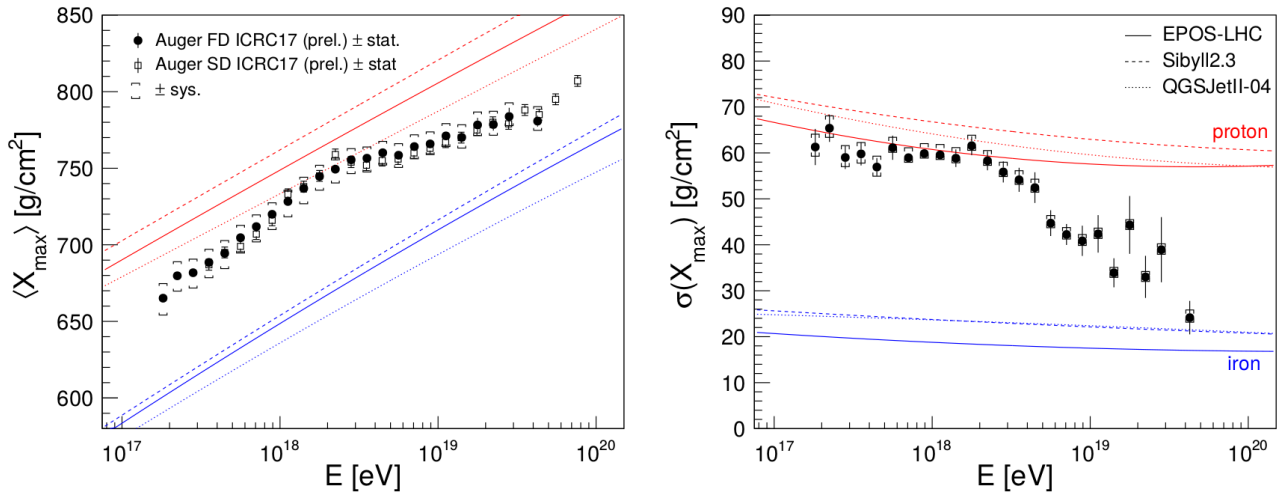 850
800
750
700
650
600
⟨X_max⟩ [g/cm²]
Auger FD ICRC17 (prel.) ± stat.
Auger SD ICRC17 (prel.) ± stat
± sys.
10¹⁷
10¹⁸
10¹⁹
10²⁰
E [eV]
90
80
70
60
50
40
30
20
10
0
σ(X_max) [g/cm²]
EPOS-LHC
Sibyll2.3
QGSJetII-04
proton
iron
10¹⁷
10¹⁸
10¹⁹
10²⁰
E [eV]